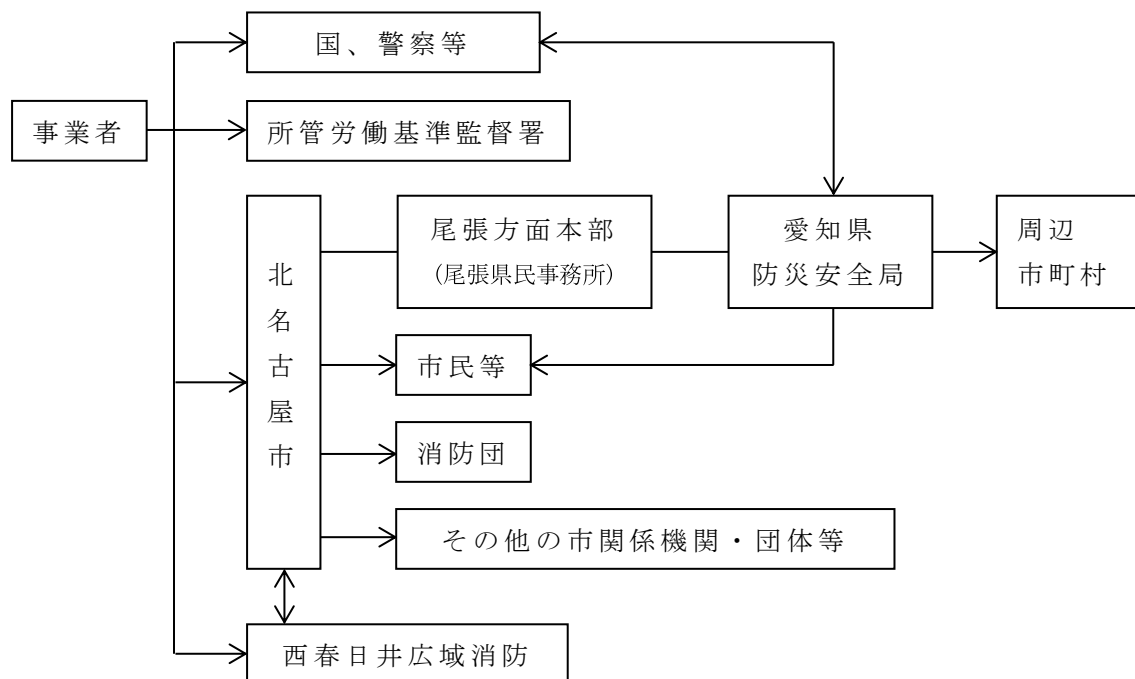 国、警察等
事業者
所管労働基準監督署
北名古屋市
尾張方面本部
(尾張県民事務所)
愛知県
防災安全局
周辺
市町村
市民等
消防団
その他の市関係機関・団体等
西春日井広域消防